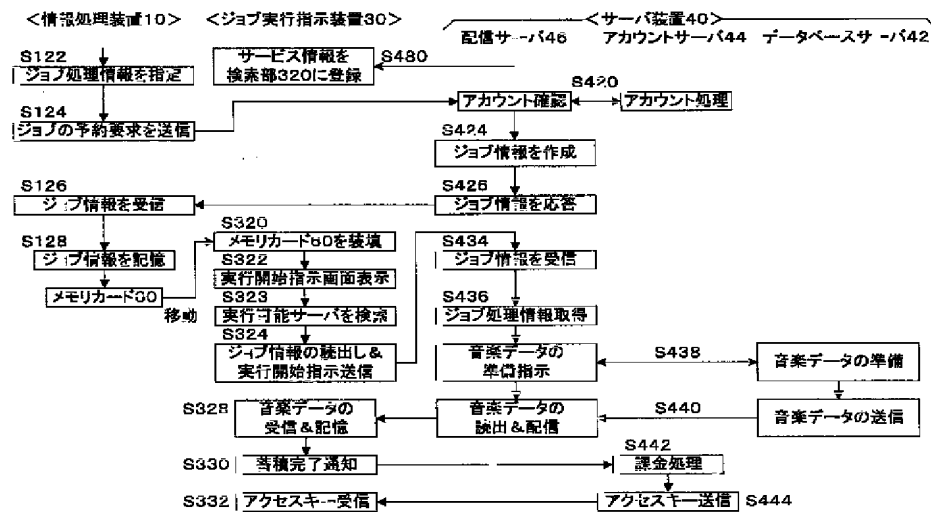 <情報処理装置10>
<ジョブ実行指示装置30>
<サーバ装置40>
配信サーバ46
アカウントサーバ44
データベースサーバ42
S122
ジョブ処理情報を指定
サービス情報を
検索部320に登録
S480
S124
ジョブの予約要求を送信
アカウント確認
S420
アカウント処理
S424
ジョブ情報を作成
S126
ジョブ情報を受信
S426
ジョブ情報を応答
S128
ジョブ情報を記憶
メモリカード60
移動
S320
メモリカード60を装填
S322
実行開始指示画面表示
S323
実行可能サーバを検索
S324
ジョブ情報の読出し&
実行開始指示送信
S434
ジョブ情報を受信
S436
ジョブ処理情報取得
音楽データの
準備指示
S438
音楽データの準備
S328
音楽データの
受信&記憶
音楽データの
読出&配信
S440
音楽データの送信
S330
蓄積完了通知
S442
課金処理
S332
アクセスキー受信
アクセスキー送信
S444